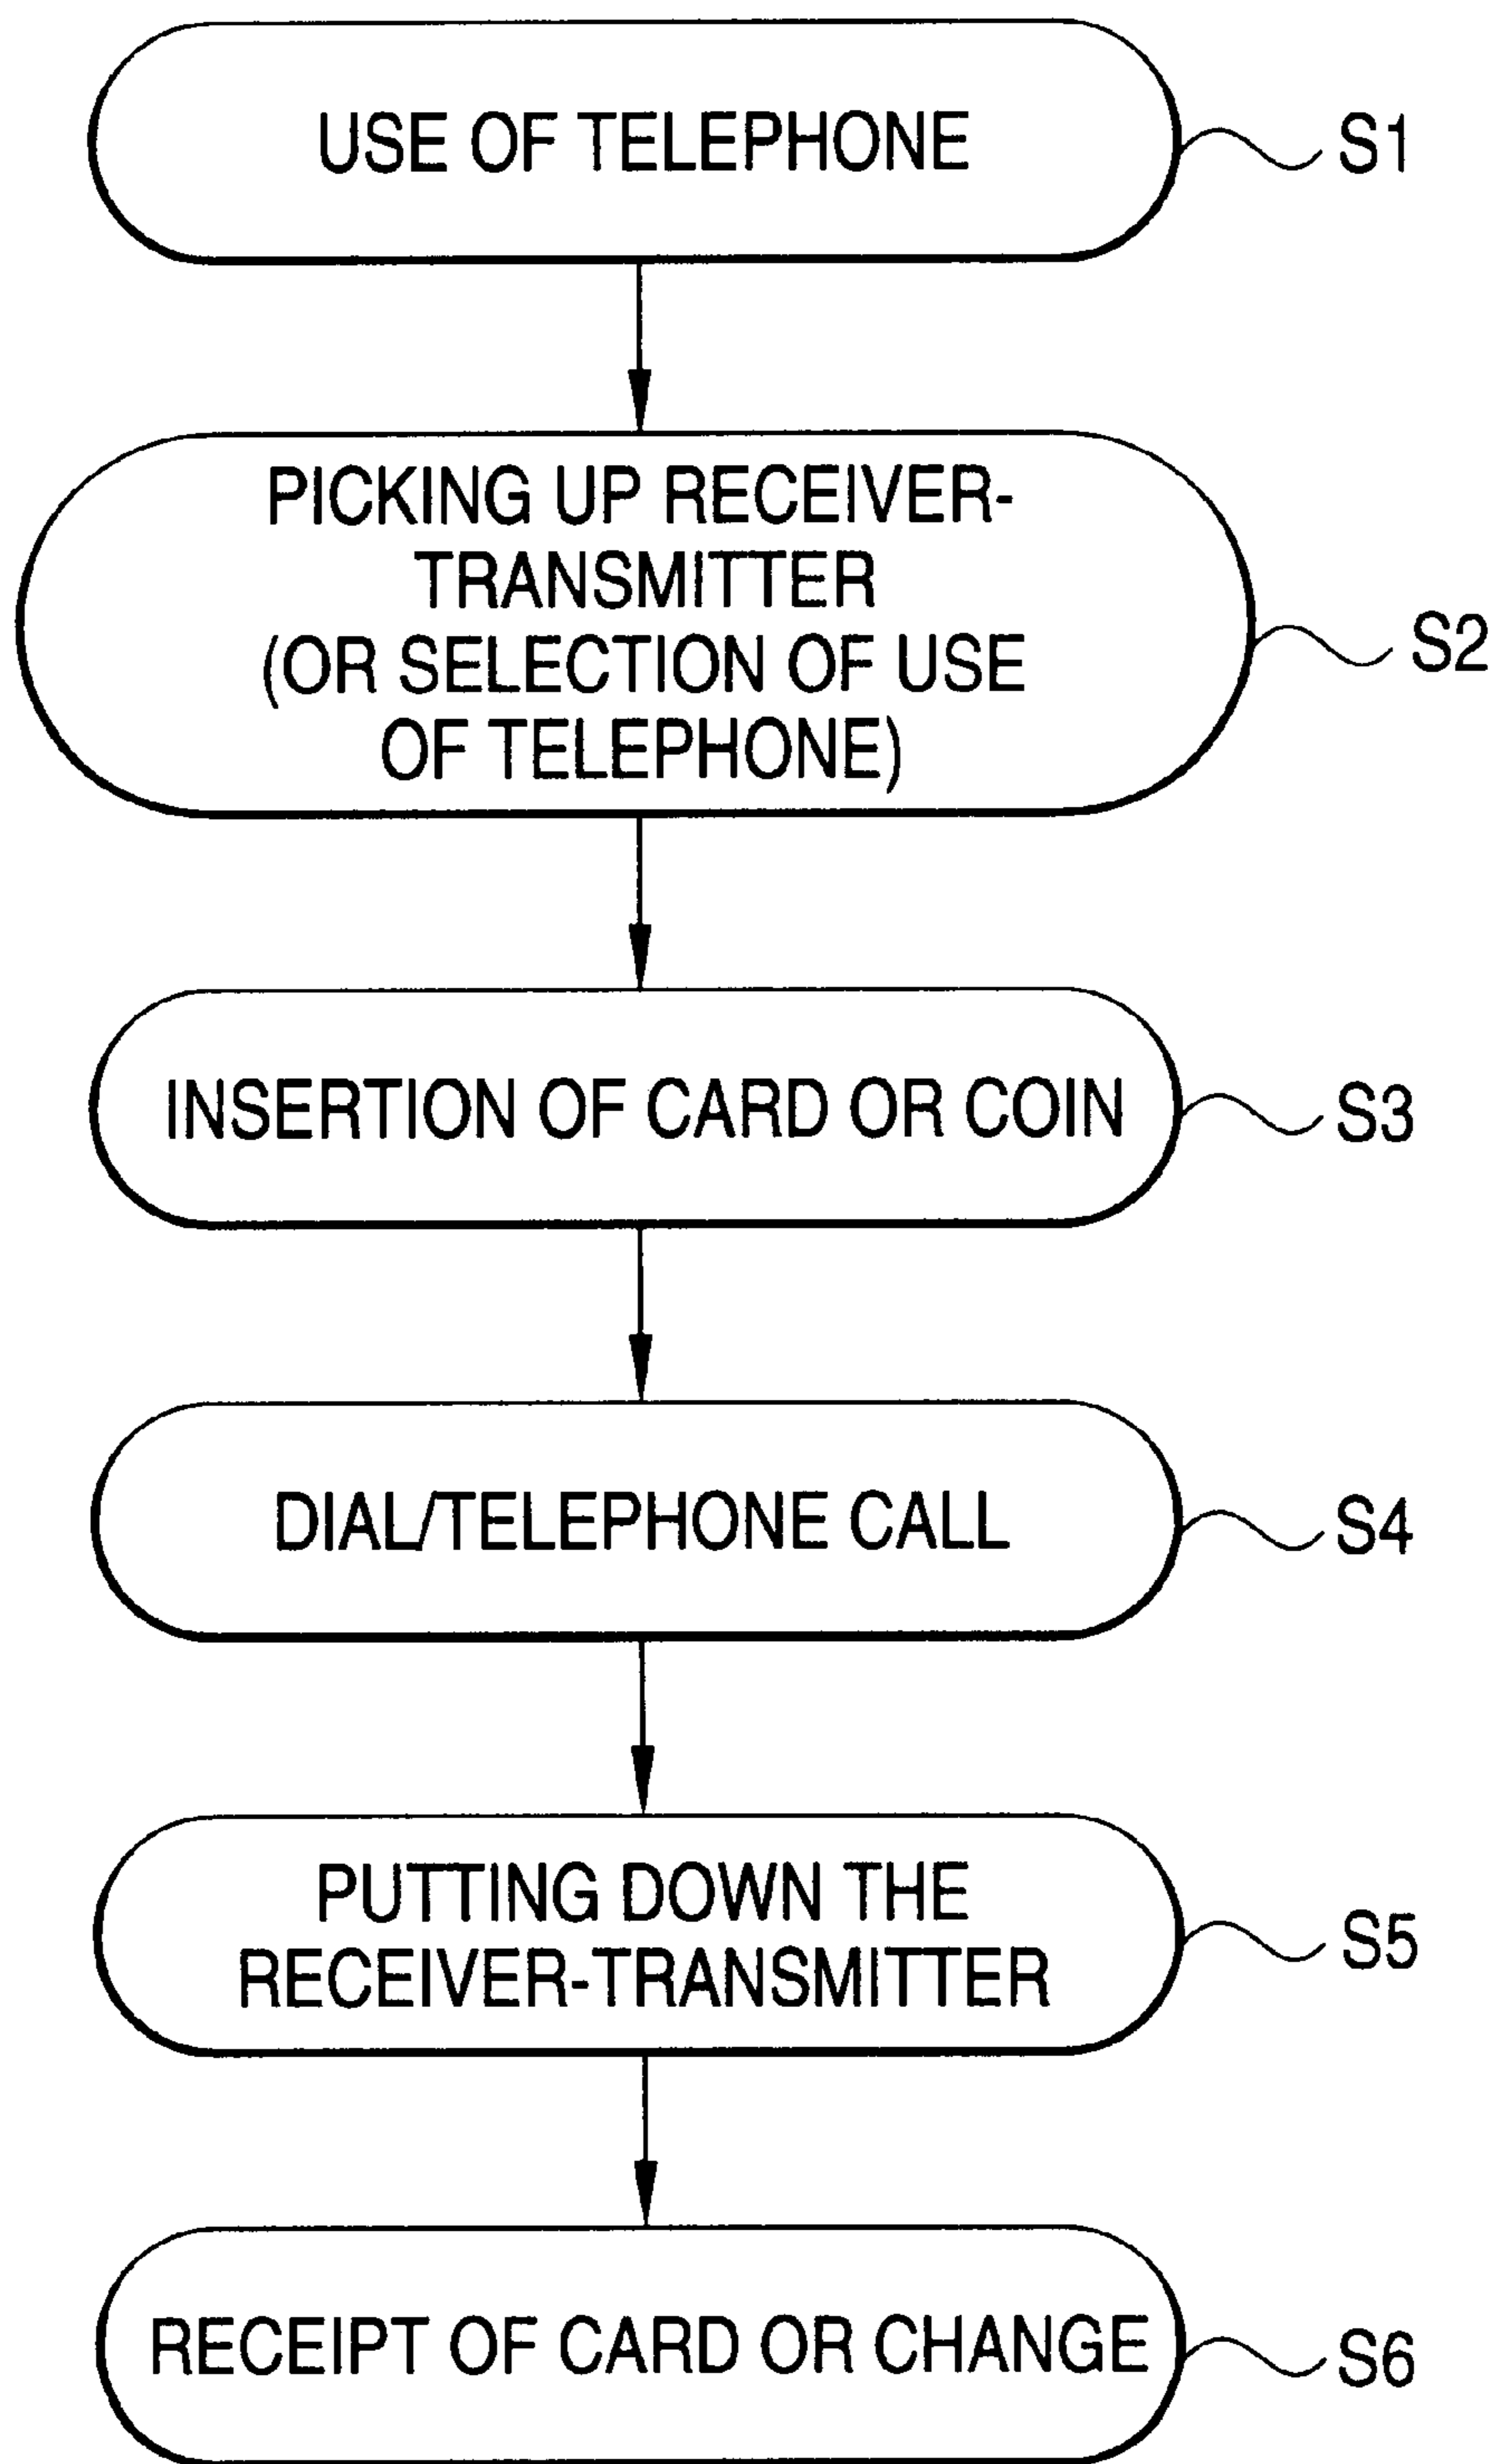 USE OF TELEPHONE
S1
PICKING UP RECEIVER-
TRANSMITTER
(OR SELECTION OF USE
OF TELEPHONE)
S2
INSERTION OF CARD OR COIN
S3
DIAL/TELEPHONE CALL
S4
PUTTING DOWN THE
RECEIVER-TRANSMITTER
S5
RECEIPT OF CARD OR CHANGE
S6